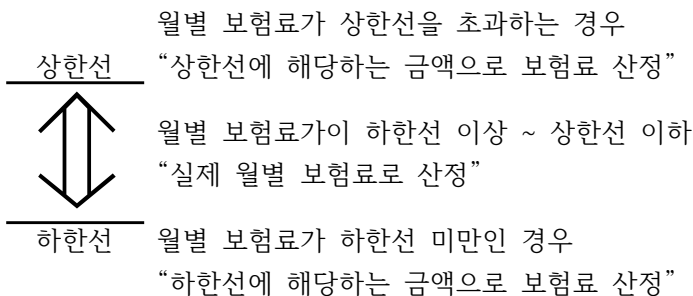 월별 보험료가 상한선을 초과하는 경우
상한선 “상한선에 해당하는 금액으로 보험료 산정”
월별 보험료가이 하한선 이상 ~ 상한선 이하
“실제 월별 보험료로 산정”
하한선 월별 보험료가 하한선 미만인 경우
“하한선에 해당하는 금액으로 보험료 산정”